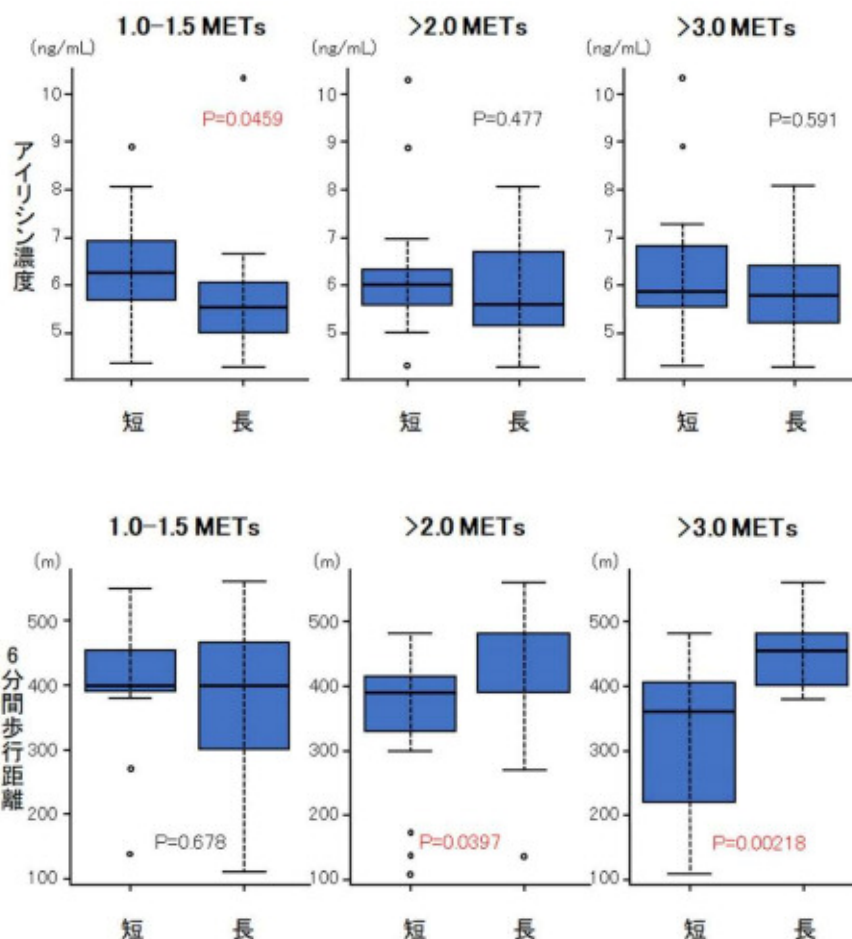 1.0-1.5 METs
>2.0 METs
>3.0 METs
(ng/mL)
(ng/mL)
(ng/mL)
アイリシン濃度
10
9
8
7
6
5
P=0.0459
10
9
8
7
6
5
P=0.477
10
9
8
7
6
5
P=0.591
短
長
短
長
短
長
1.0-1.5 METs
>2.0 METs
>3.0 METs
(m)
(m)
(m)
6分間歩行距離
500
400
300
200
100
P=0.678
500
400
300
200
100
P=0.0397
500
400
300
200
100
P=0.00218
短
長
短
長
短
長